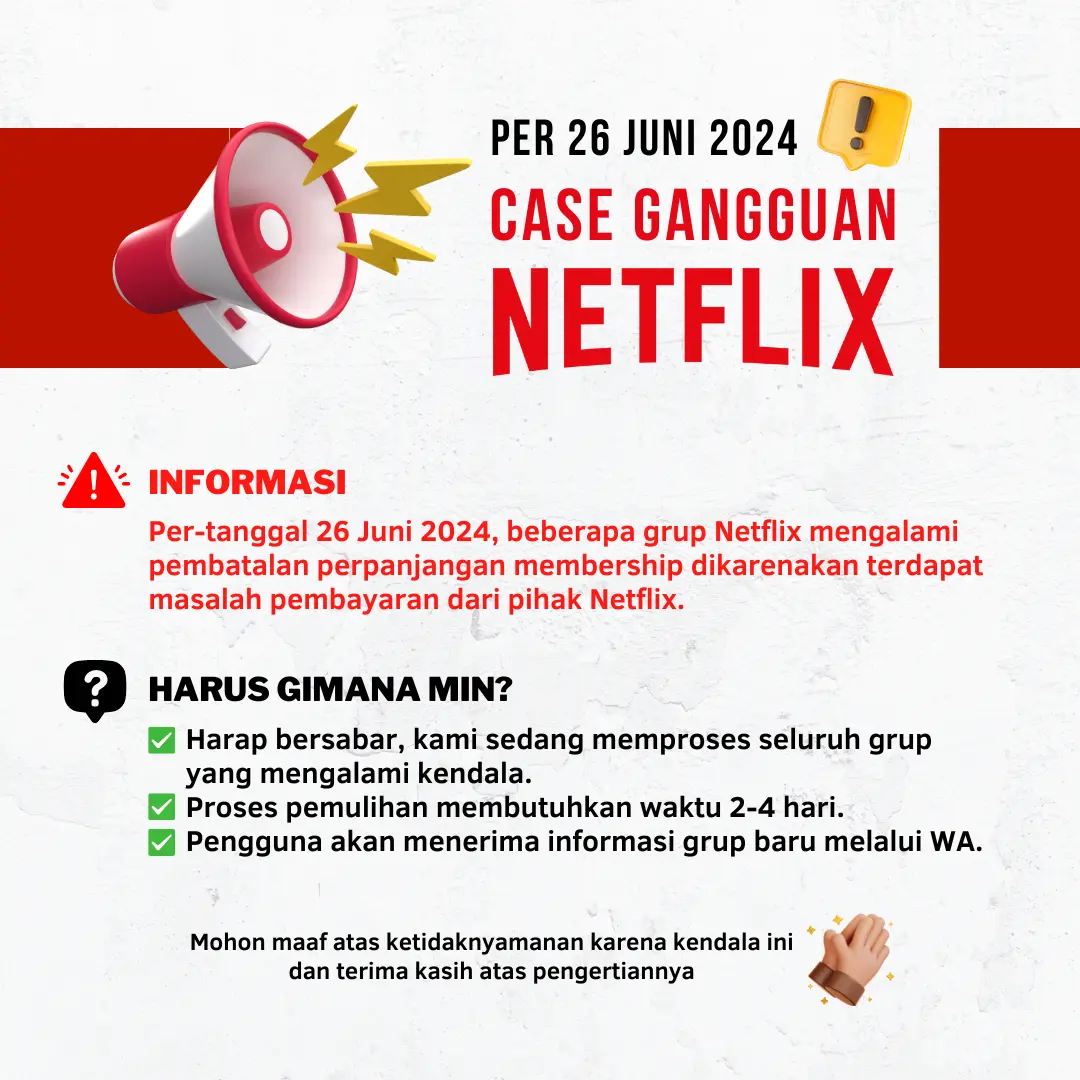 PER 26 JUNI 2024
CASE GANGGUAN
NETFLIX
INFORMASI
Per-tanggal 26 Juni 2024, beberapa grup Netflix mengalami
pembatalan perpanjangan membership dikarenakan terdapat
masalah pembayaran dari pihak Netflix.
HARUS GIMANA MIN?
Harap bersabar, kami sedang memproses seluruh grup
yang mengalami kendala.
Proses pemulihan membutuhkan waktu 2-4 hari.
Pengguna akan menerima informasi grup baru melalui WA.
Mohon maaf atas ketidaknyamanan karena kendala ini
dan terima kasih atas pengertiannya